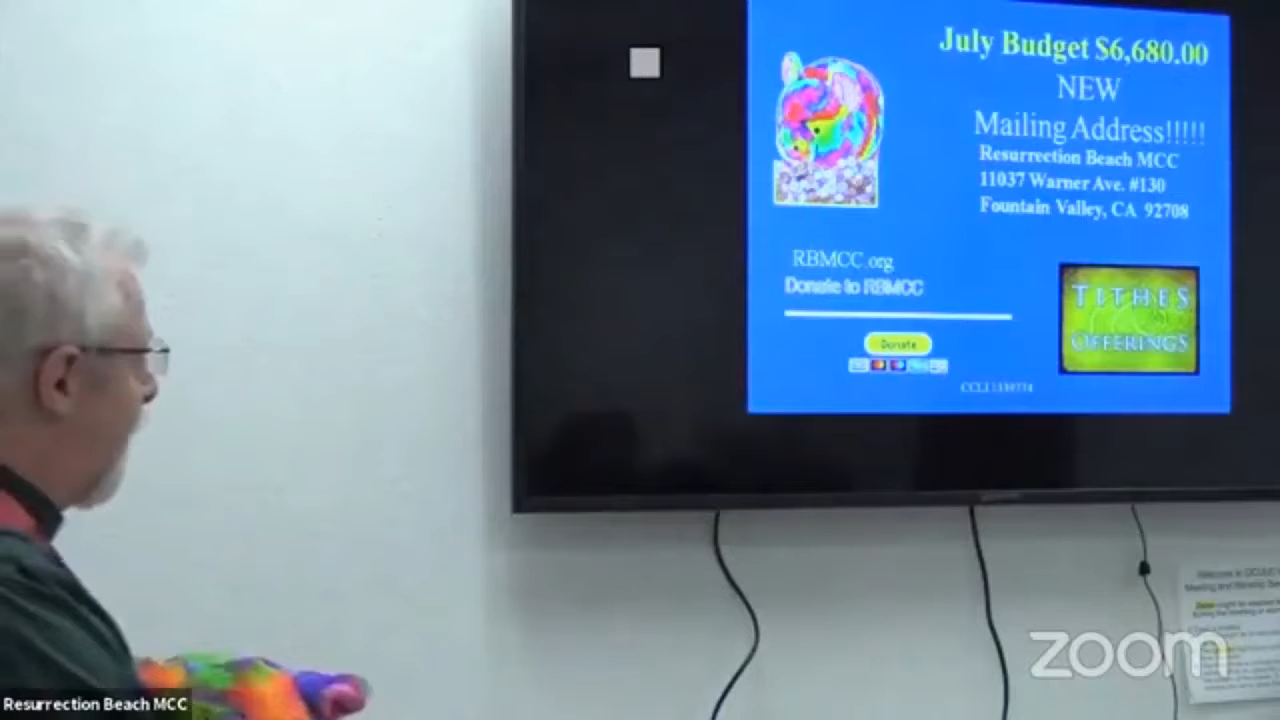 July Budget $6,680.00
NEW
Mailing Address!!!!!
Resurrection Beach MCC
11037 Warner Ave. #130
Fountain Valley, CA 92708
RBMCC.org
Donate to RBMCC
TITHES
OFFERINGS
Donate
zoom
Resurrection Beach MCC